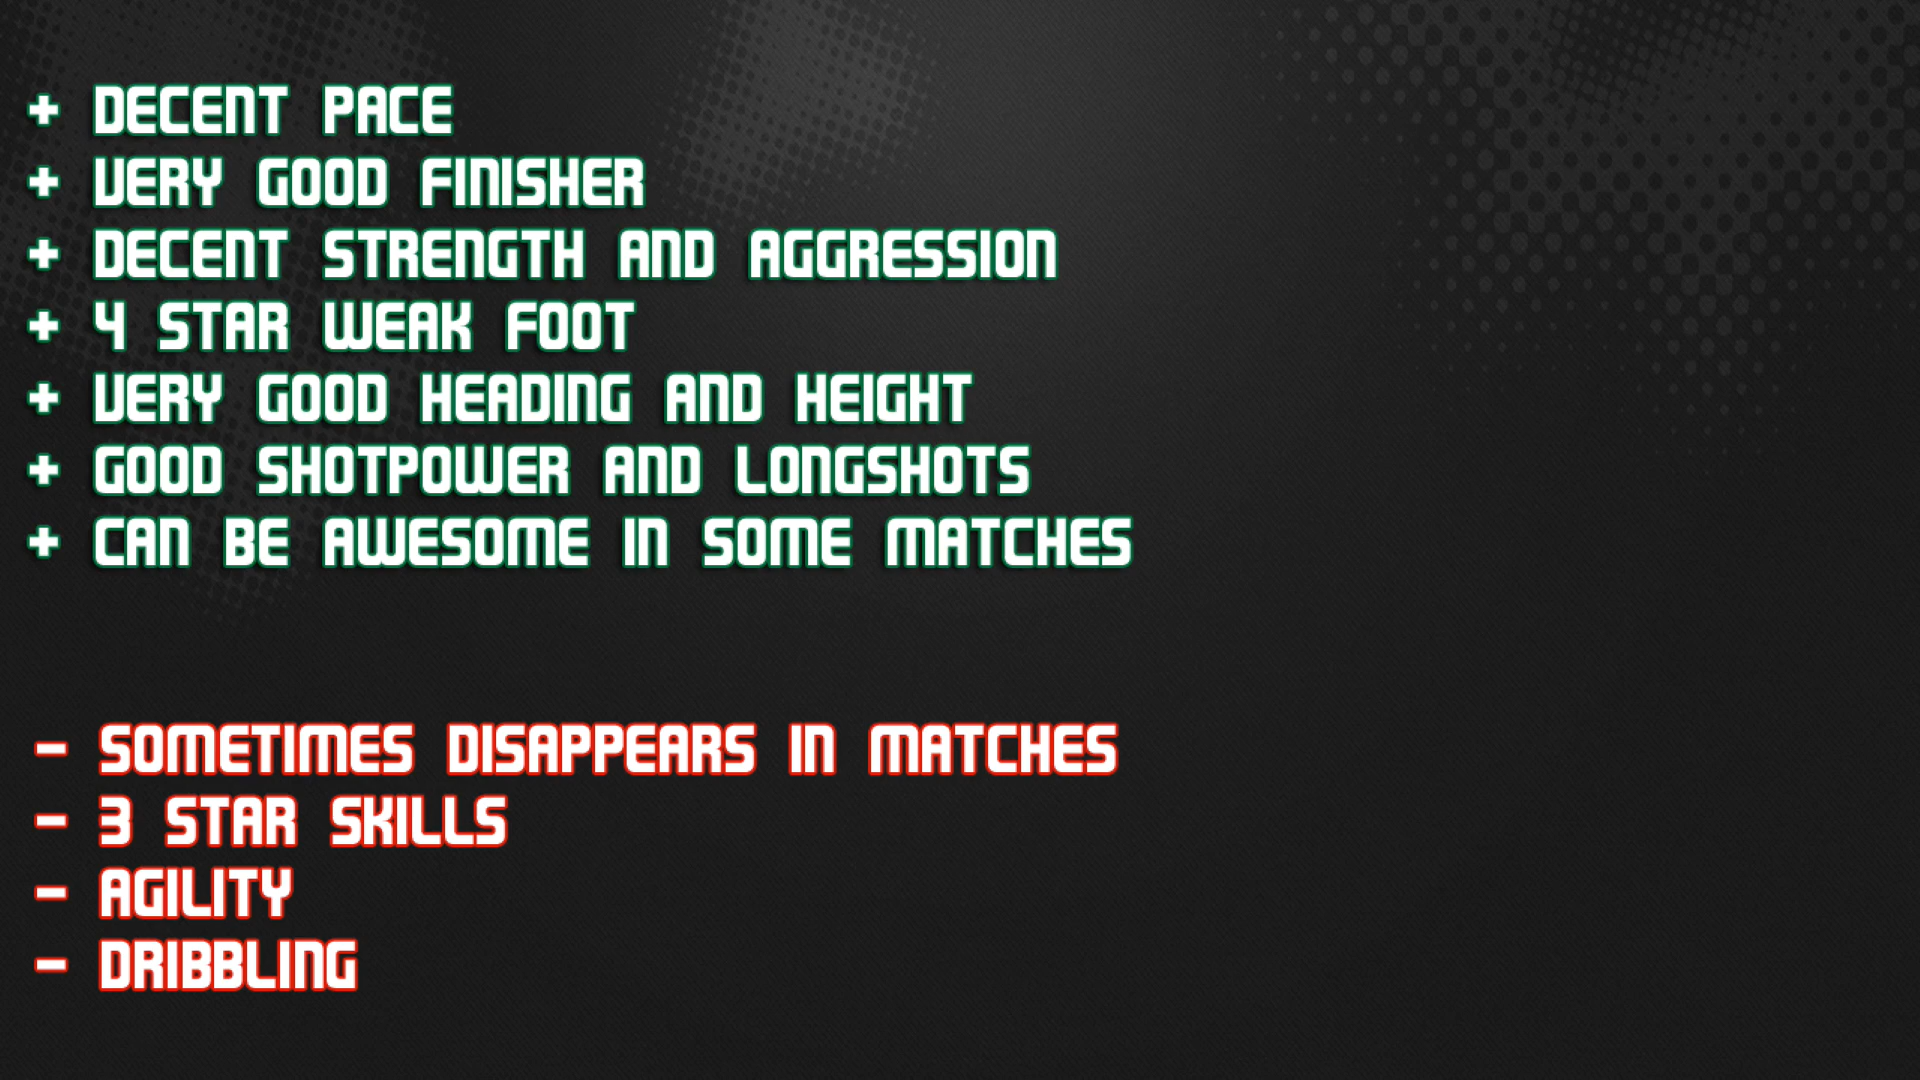 + DECENT PACE
+ VERY GOOD FINISHER
+ DECENT STRENGTH AND AGGRESSION
+ 4 STAR WEAK FOOT
+ VERY GOOD HEADING AND HEIGHT
+ GOOD SHOTPOWER AND LONGSHOTS
+ CAN BE AWESOME IN SOME MATCHES
- SOMETIMES DISAPPEARS IN MATCHES
- 3 STAR SKILLS
- AGILITY
- DRIBBLING